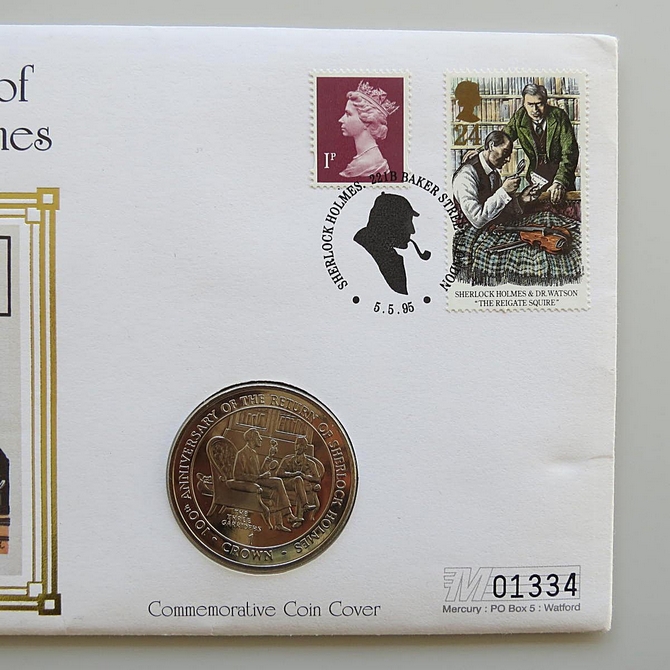 of
mes
1P
24
SHERLOCK HOLMES & DR.WATSON
"THE REIGATE SQUIRE"
SHERLOCK HOLMES. 221B BAKER STREE
5.5.95
100th ANNIVERSARY OF THE RETURN OF SHERLOCK HOLMES
THE
THREE
GARRIDEBS
1
CROWN
Commemorative Coin Cover
M 01334
Mercury : PO Box 5 : Watford